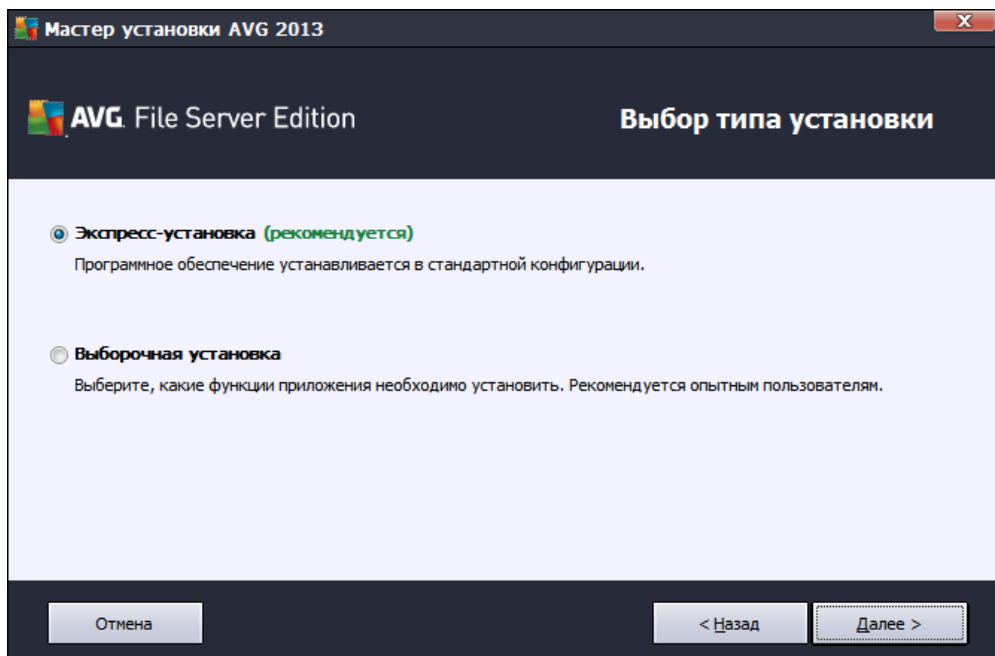 Мастер установки AVG 2013
AVG. File Server Edition
Выбор типа установки
Экспресс-установка (рекомендуется)
Программное обеспечение устанавливается в стандартной конфигурации.
Выборочная установка
Выберите, какие функции приложения необходимо установить. Рекомендуется опытным пользователям.
Отмена
< Назад
Далее >